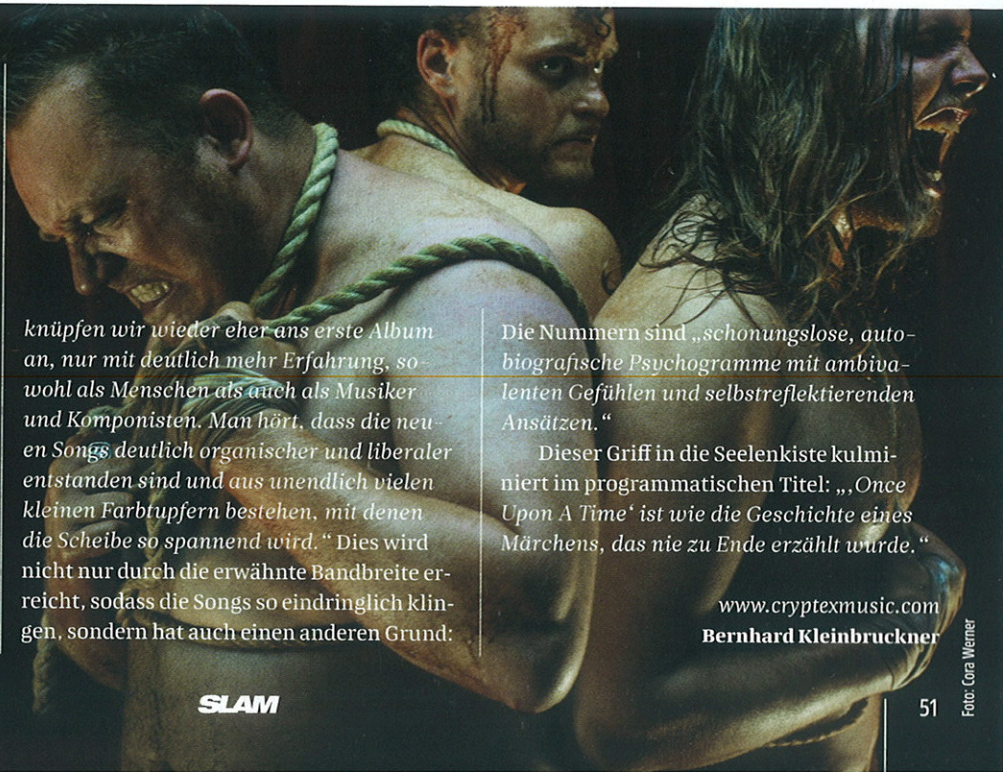 knüpfen wir wieder eher ans erste Album
an, nur mit deutlich mehr Erfahrung, so-
wohl als Menschen als auch als Musiker
und Komponisten. Man hört, dass die neu-
en Songs deutlich organischer und liberaler
entstanden sind und aus unendlich vielen
kleinen Farbtupfern bestehen, mit denen
die Scheibe so spannend wird.“ Dies wird
nicht nur durch die erwähnte Bandbreite er-
reicht, sodass die Songs so eindringlich klin-
gen, sondern hat auch einen anderen Grund:
Die Nummern sind „schonungslose, auto-
biografische Psychogramme mit ambiva-
lenten Gefühlen und selbstreflektierenden
Ansätzen.“
Dieser Griff in die Seelenkiste kulmi-
niert im programmatischen Titel: „‚Once
Upon A Time‘ ist wie die Geschichte eines
Märchens, das nie zu Ende erzählt wurde.“
www.cryptexmusic.com
Bernhard Kleinbruckner
Foto: Cora Werner
SLAM
51